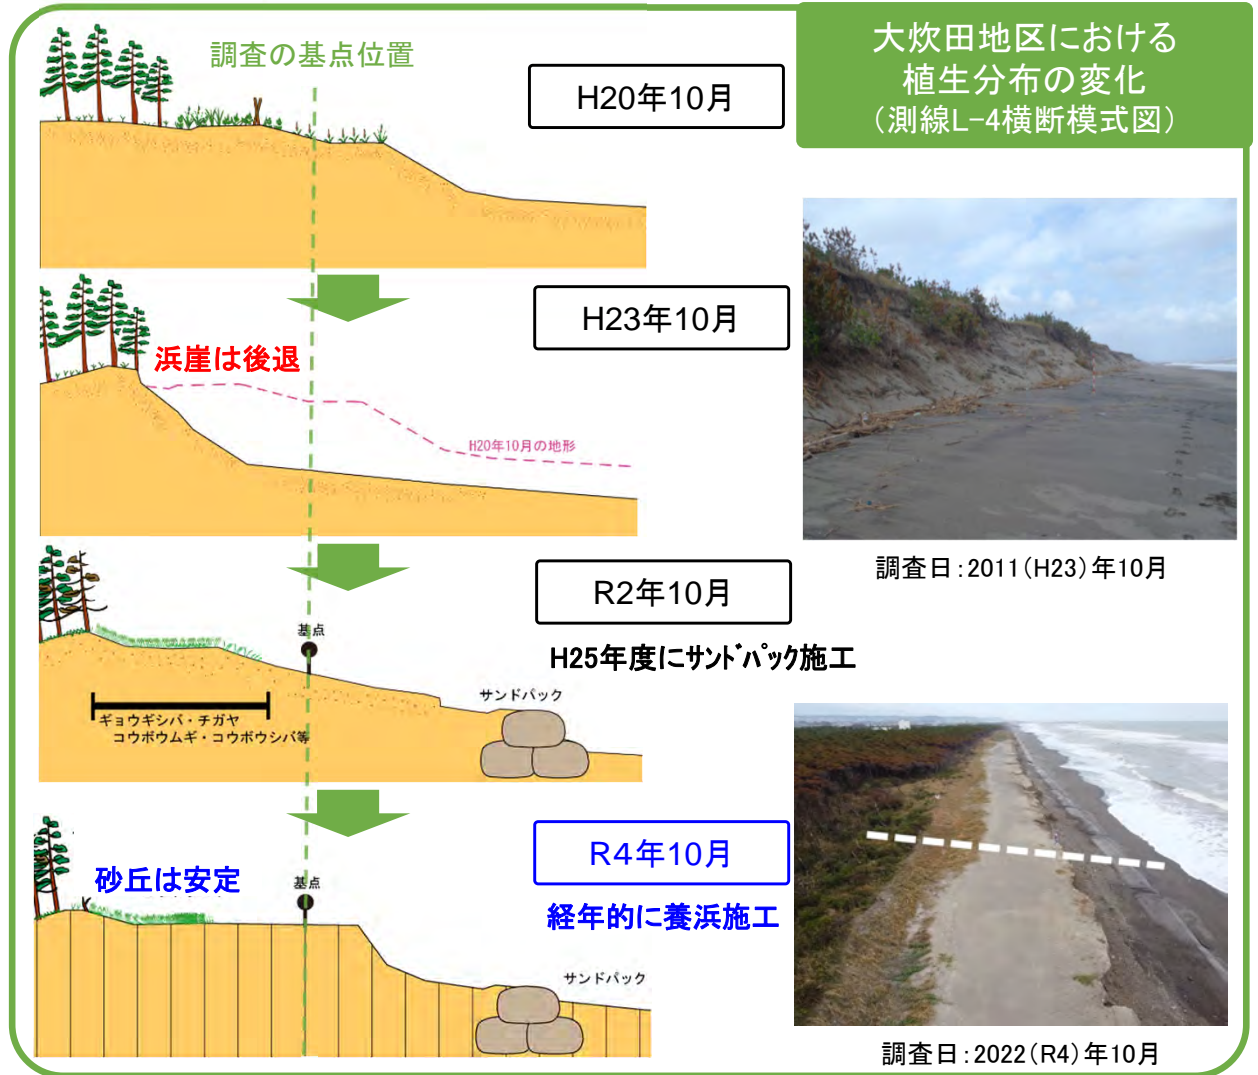 大炊田地区における
植生分布の変化
（測線L-4横断模式図）
調査の基点位置
H20年10月
H23年10月
浜崖は後退
H20年10月の地形
調査日：2011（H23）年10月
R2年10月
H25年度にサンドパック施工
基点
サンドパック
ギョウギシバ・チガヤ
コウボウムギ・コウボウシバ等
R4年10月
経年的に養浜施工
砂丘は安定
基点
サンドパック
調査日：2022（R4）年10月